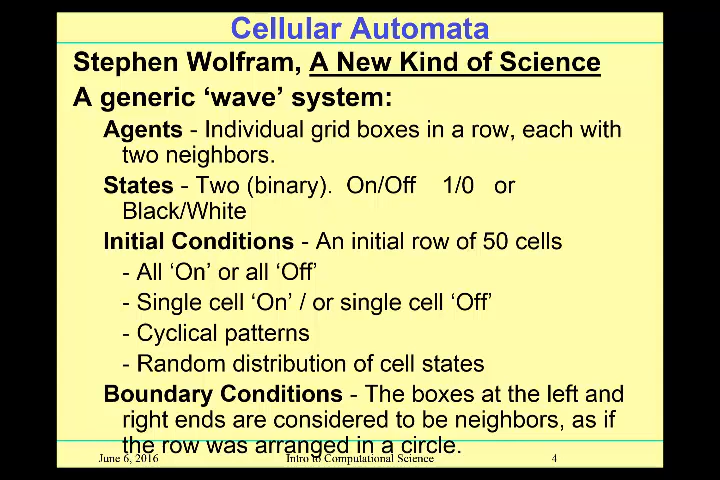 Cellular Automata
Stephen Wolfram, A New Kind of Science
A generic ‘wave’ system:
Agents - Individual grid boxes in a row, each with
two neighbors.
States - Two (binary). On/Off 1/0 or
Black/White
Initial Conditions - An initial row of 50 cells
- All ‘On’ or all ‘Off’
- Single cell ‘On’ / or single cell ‘Off’
- Cyclical patterns
- Random distribution of cell states
Boundary Conditions - The boxes at the left and
right ends are considered to be neighbors, as if
the row was arranged in a circle.
June 6, 2016 Intro to Computational Science 4